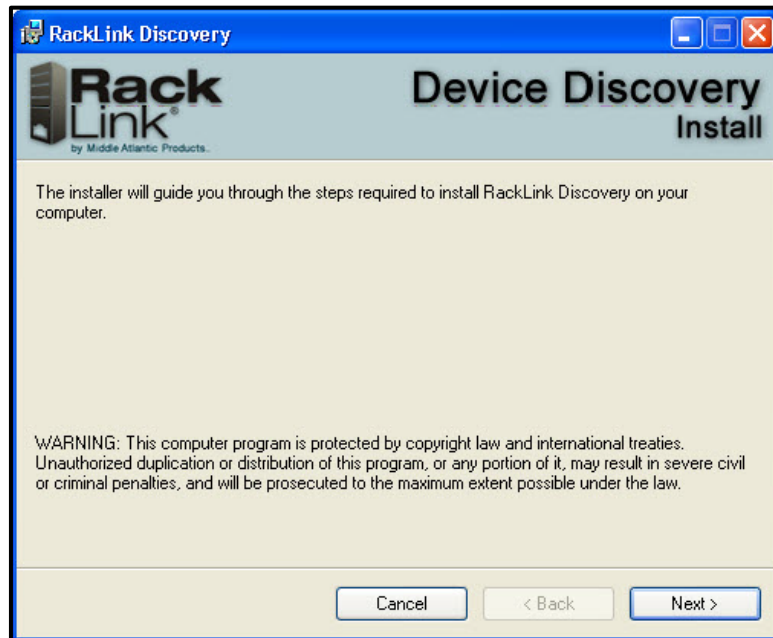 RackLink Discovery
Rack
Link®
by Middle Atlantic Products..
Device Discovery
Install
The installer will guide you through the steps required to install RackLink Discovery on your
computer.
WARNING: This computer program is protected by copyright law and international treaties.
Unauthorized duplication or distribution of this program, or any portion of it, may result in severe civil
or criminal penalties, and will be prosecuted to the maximum extent possible under the law.
Cancel
< Back
Next >